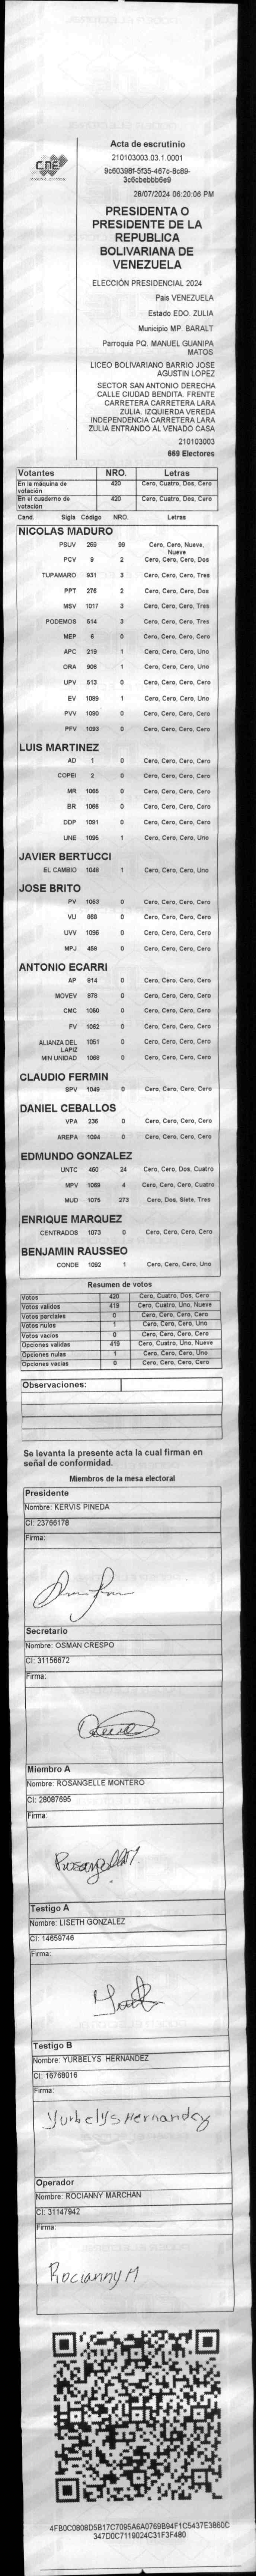 CNE
Acta de escrutinio
210103003.03.1.0001
9c60398f-5f35-467c-8c89-
3c6cbebbb6e9
28/07/2024 06:20:06 PM
PRESIDENTA O
PRESIDENTE DE LA
REPUBLICA
BOLIVARIANA DE
VENEZUELA
ELECCIÓN PRESIDENCIAL 2024
Pais VENEZUELA
Estado EDO. ZULIA
Municipio MP. BARALT
Parroquia PQ. MANUEL GUANIPA
MATOS
LICEO BOLIVARIANO BARRIO JOSE
AGUSTIN LOPEZ
SECTOR SAN ANTONIO DERECHA
CALLE CIUDAD BENDITA. FRENTE
CARRETERA CARRETERA LARA
ZULIA. IZQUIERDA VEREDA
INDEPENDENCIA CARRETERA LARA
ZULIA ENTRANDO AL VENADO CASA
210103003
669 Electores
Votantes NRO. Letras
En la máquina de votación 420 Cero, Cuatro, Dos, Cero
En el cuaderno de votación 420 Cero, Cuatro, Dos, Cero
Cand. Sigla Código NRO. Letras
NICOLAS MADURO
PSUV 269 99 Cero, Cero, Nueve, Nueve
PCV 9 2 Cero, Cero, Cero, Dos
TUPAMARO 931 3 Cero, Cero, Cero, Tres
PPT 276 2 Cero, Cero, Cero, Dos
MSV 1017 3 Cero, Cero, Cero, Tres
PODEMOS 514 3 Cero, Cero, Cero, Tres
MEP 6 0 Cero, Cero, Cero, Cero
APC 219 1 Cero, Cero, Cero, Uno
ORA 906 1 Cero, Cero, Cero, Uno
UPV 513 0 Cero, Cero, Cero, Cero
EV 1089 1 Cero, Cero, Cero, Uno
PVV 1090 0 Cero, Cero, Cero, Cero
PFV 1093 0 Cero, Cero, Cero, Cero
LUIS MARTINEZ
AD 1 0 Cero, Cero, Cero, Cero
COPEI 2 0 Cero, Cero, Cero, Cero
MR 1065 0 Cero, Cero, Cero, Cero
BR 1066 0 Cero, Cero, Cero, Cero
DDP 1091 0 Cero, Cero, Cero, Cero
UNE 1095 1 Cero, Cero, Cero, Uno
JAVIER BERTUCCI
EL CAMBIO 1048 1 Cero, Cero, Cero, Uno
JOSE BRITO
PV 1053 0 Cero, Cero, Cero, Cero
VU 868 0 Cero, Cero, Cero, Cero
UVV 1096 0 Cero, Cero, Cero, Cero
MPJ 459 0 Cero, Cero, Cero, Cero
ANTONIO ECARRI
AP 814 0 Cero, Cero, Cero, Cero
MOVEV 878 0 Cero, Cero, Cero, Cero
CMC 1050 0 Cero, Cero, Cero, Cero
FV 1052 0 Cero, Cero, Cero, Cero
ALIANZA DEL LAPIZ 1051 0 Cero, Cero, Cero, Cero
MIN UNIDAD 1068 0 Cero, Cero, Cero, Cero
CLAUDIO FERMIN
SPV 1049 0 Cero, Cero, Cero, Cero
DANIEL CEBALLOS
VPA 236 0 Cero, Cero, Cero, Cero
AREPA 1094 0 Cero, Cero, Cero, Cero
EDMUNDO GONZALEZ
UNTC 460 24 Cero, Cero, Dos, Cuatro
MPV 1069 4 Cero, Cero, Cero, Cuatro
MUD 1075 273 Cero, Dos, Siete, Tres
ENRIQUE MARQUEZ
CENTRADOS 1073 0 Cero, Cero, Cero, Cero
BENJAMIN RAUSSEO
CONDE 1092 1 Cero, Cero, Cero, Uno
Resumen de votos
Votos 420 Cero, Cuatro, Dos, Cero
Votos validos 419 Cero, Cuatro, Uno, Nueve
Votos parciales 0 Cero, Cero, Cero, Cero
Votos nulos 1 Cero, Cero, Cero, Uno
Votos vacios 0 Cero, Cero, Cero, Cero
Opciones validas 419 Cero, Cuatro, Uno, Nueve
Opciones nulas 1 Cero, Cero, Cero, Uno
Opciones vacias 0 Cero, Cero, Cero, Cero
Observaciones:
Se levanta la presente acta la cual firman en
señal de conformidad.
Miembros de la mesa electoral
Presidente
Nombre: KERVIS PINEDA
CI: 23766178
Firma:
Secretario
Nombre: OSMAN CRESPO
CI: 31156672
Firma:
Miembro A
Nombre: ROSANGELLE MONTERO
CI: 28087695
Firma:
Testigo A
Nombre: LISETH GONZALEZ
CI: 14659746
Firma:
Testigo B
Nombre: YURBELYS HERNANDEZ
CI: 16768016
Firma:
Yurbelys Hernandez
Operador
Nombre: ROCIANNY MARCHAN
CI: 31147942
Firma:
Rocianny M
4FB0C0808D5B17C7095A6A0769B94F1C5437E3860C
347D0C7119024C31F3F480